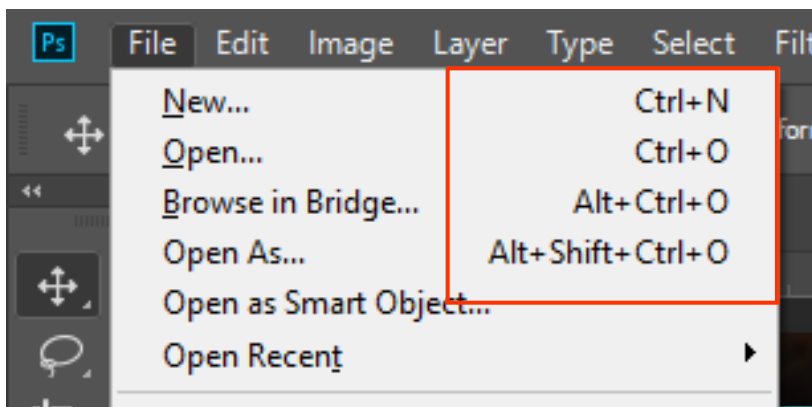 Ps File Edit Image Layer Type Select Filt
New... Ctrl+N
Open... Ctrl+O
Browse in Bridge... Alt+Ctrl+O
Open As... Alt+Shift+Ctrl+O
Open as Smart Object...
Open Recent